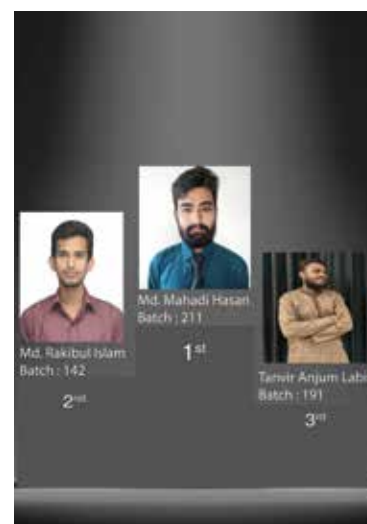 Md. Mahadi Hasan
Batch : 211
1st
Md. Rakibul Islam
Batch : 142
2nd
Tanvir Anjum Labi
Batch : 191
3rd